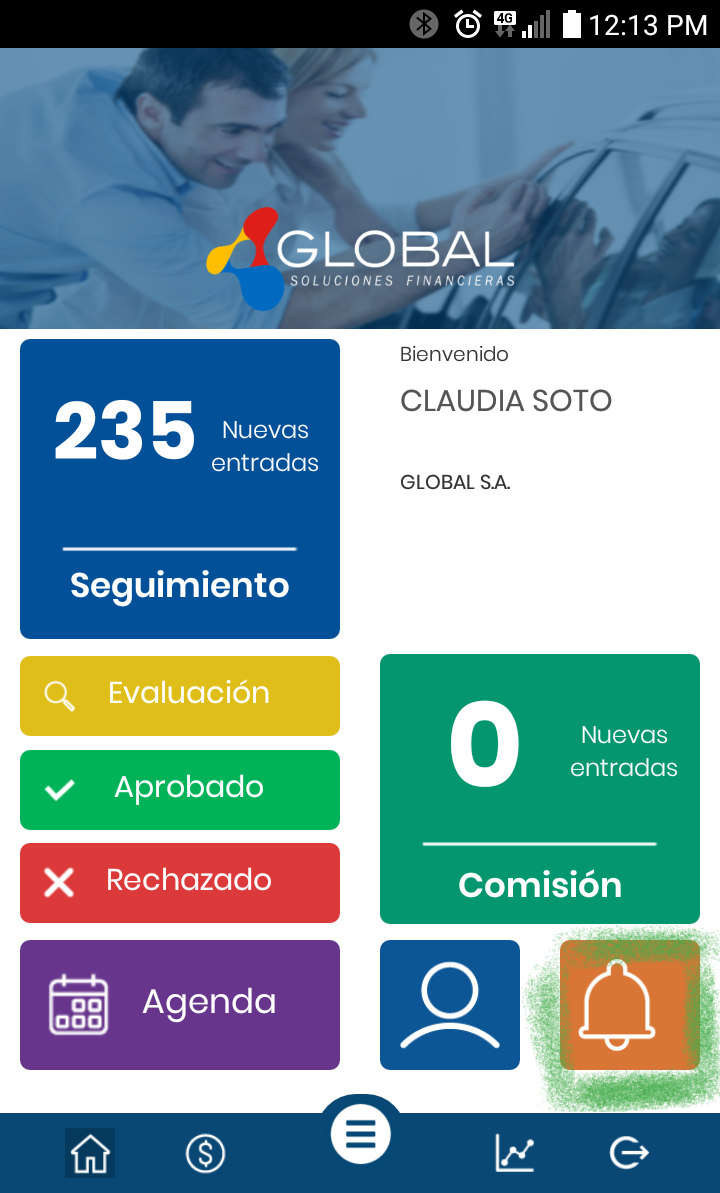 4G
12:13 PM
GLOBAL
SOLUCIONES FINANCIERAS
235
Nuevas
entradas
Seguimiento
Bienvenido
CLAUDIA SOTO
GLOBAL S.A.
Evaluación
Aprobado
Rechazado
0
Nuevas
entradas
Comisión
Agenda
$